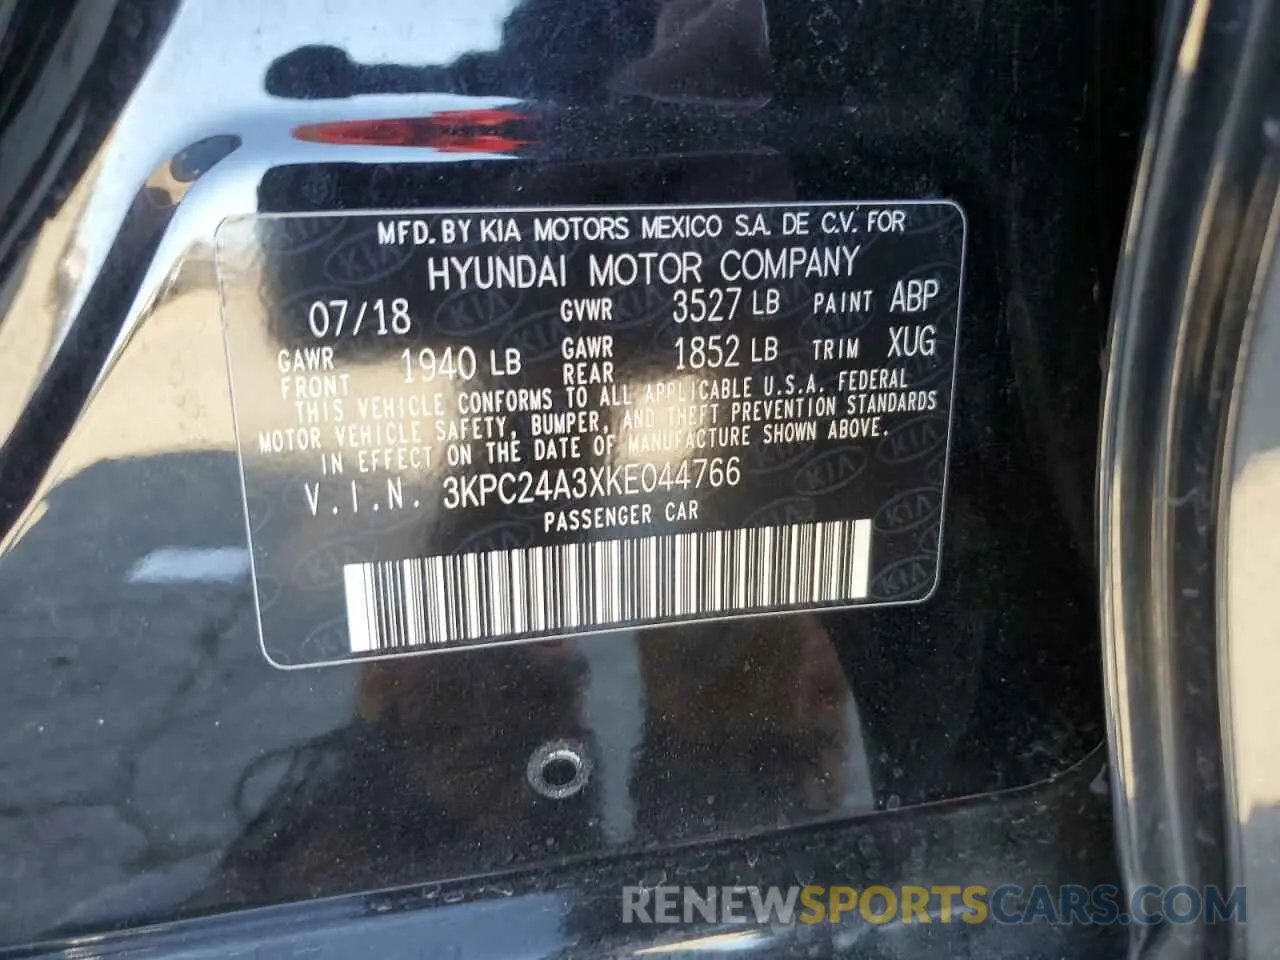 MFD. BY KIA MOTORS MEXICO S.A. DE C.V. FOR
HYUNDAI MOTOR COMPANY
07/18 GVWR 3527 LB PAINT ABP
GAWR FRONT 1940 LB GAWR REAR 1852 LB TRIM XUG
THIS VEHICLE CONFORMS TO ALL APPLICABLE U.S.A. FEDERAL
MOTOR VEHICLE SAFETY, BUMPER, AND THEFT PREVENTION STANDARDS
IN EFFECT ON THE DATE OF MANUFACTURE SHOWN ABOVE.
V.I.N. 3KPC24A3XKE044766
PASSENGER CAR
RENEWSPORTSCARS.COM